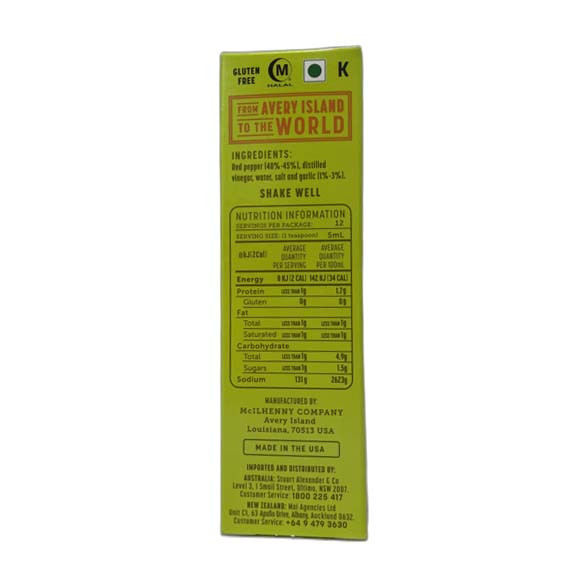 GLUTEN FREE
M
HALAL
K
FROM AVERY ISLAND
TO THE WORLD
INGREDIENTS:
Red pepper (40%-45%), distilled
vinegar, water, salt and garlic (1%-3%).
SHAKE WELL
NUTRITION INFORMATION
SERVINGS PER PACKAGE: 12
SERVING SIZE: (1 teaspoon) 5mL
8kJ(2Cal) AVERAGE QUANTITY PER SERVING AVERAGE QUANTITY PER 100mL
Energy 8 KJ (2 CAL) 142 KJ (34 CAL)
Protein LESS THAN 1g 1.7g
Gluten 0g 0g
Fat
Total LESS THAN 1g LESS THAN 1g
Saturated LESS THAN 1g LESS THAN 1g
Carbohydrate
Total LESS THAN 1g 4.9g
Sugars LESS THAN 1g 1.5g
Sodium 131g 2623g
MANUFACTURED BY:
McILHENNY COMPANY
Avery Island
Louisiana, 70513 USA
MADE IN THE USA
IMPORTED AND DISTRIBUTED BY:
AUSTRALIA: Stuart Alexander & Co
Level 3, 1 Smail Street, Ultimo, NSW 2007.
Customer Service: 1800 225 417
NEW ZEALAND: Mai Agencies Ltd
Unit C1, 63 Apollo Drive, Albany, Auckland 0632.
Customer Service: +64 9 479 3630